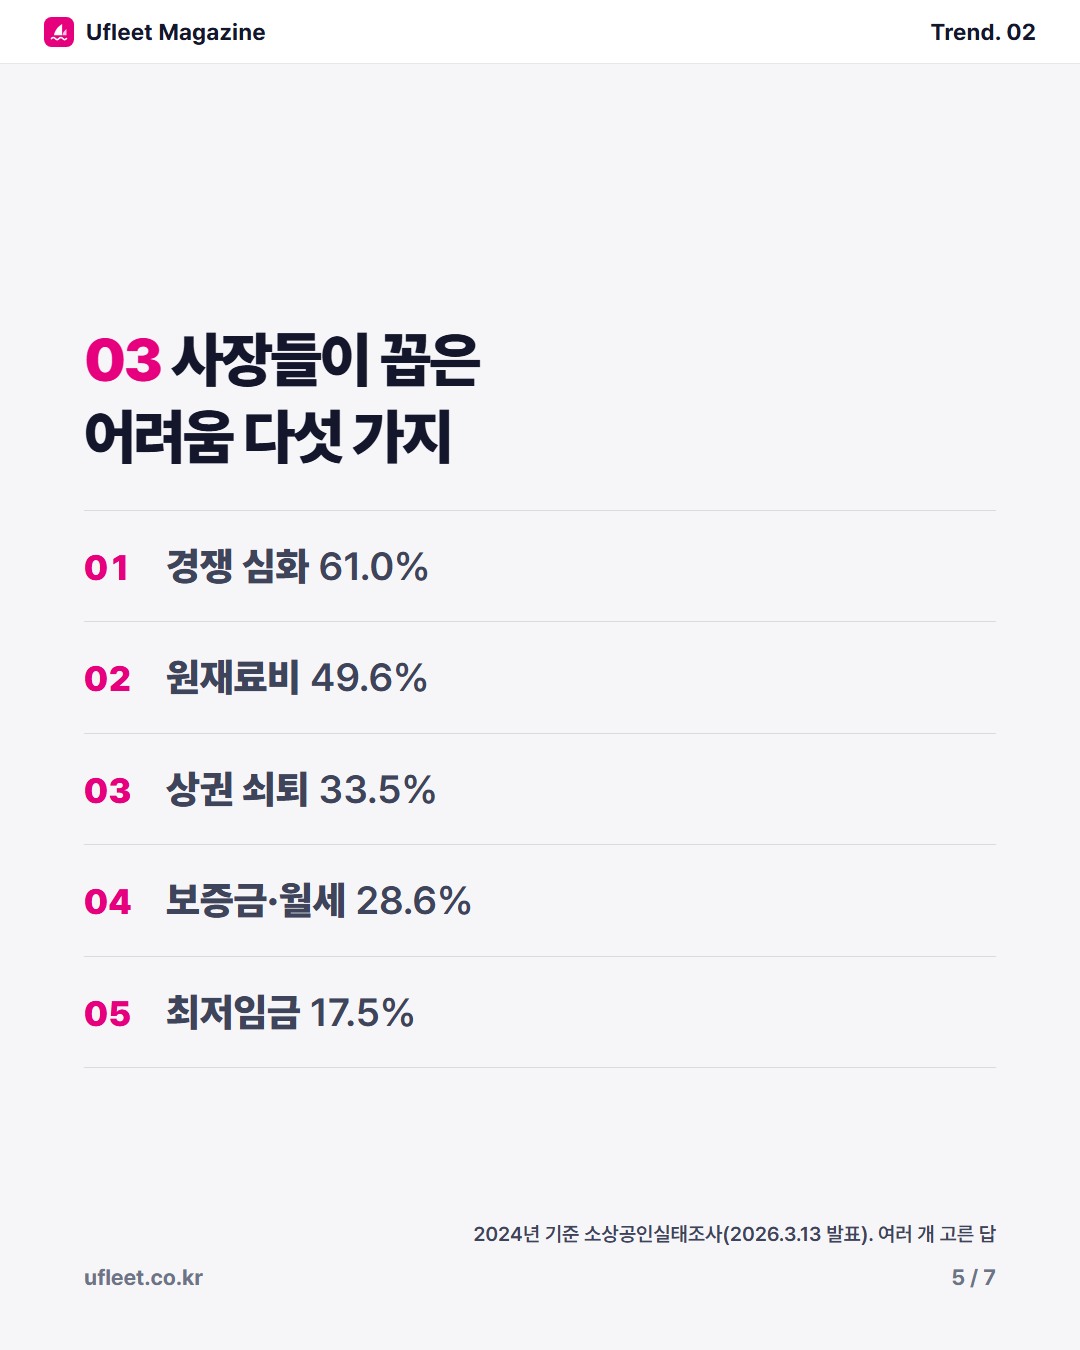 Ufleet Magazine
Trend. 02
03 사장들이 꼽은
어려움 다섯 가지
01 경쟁 심화 61.0%
02 원재료비 49.6%
03 상권 쇠퇴 33.5%
04 보증금·월세 28.6%
05 최저임금 17.5%
2024년 기준 소상공인실태조사(2026.3.13 발표). 여러 개 고른 답
ufleet.co.kr
5 / 7